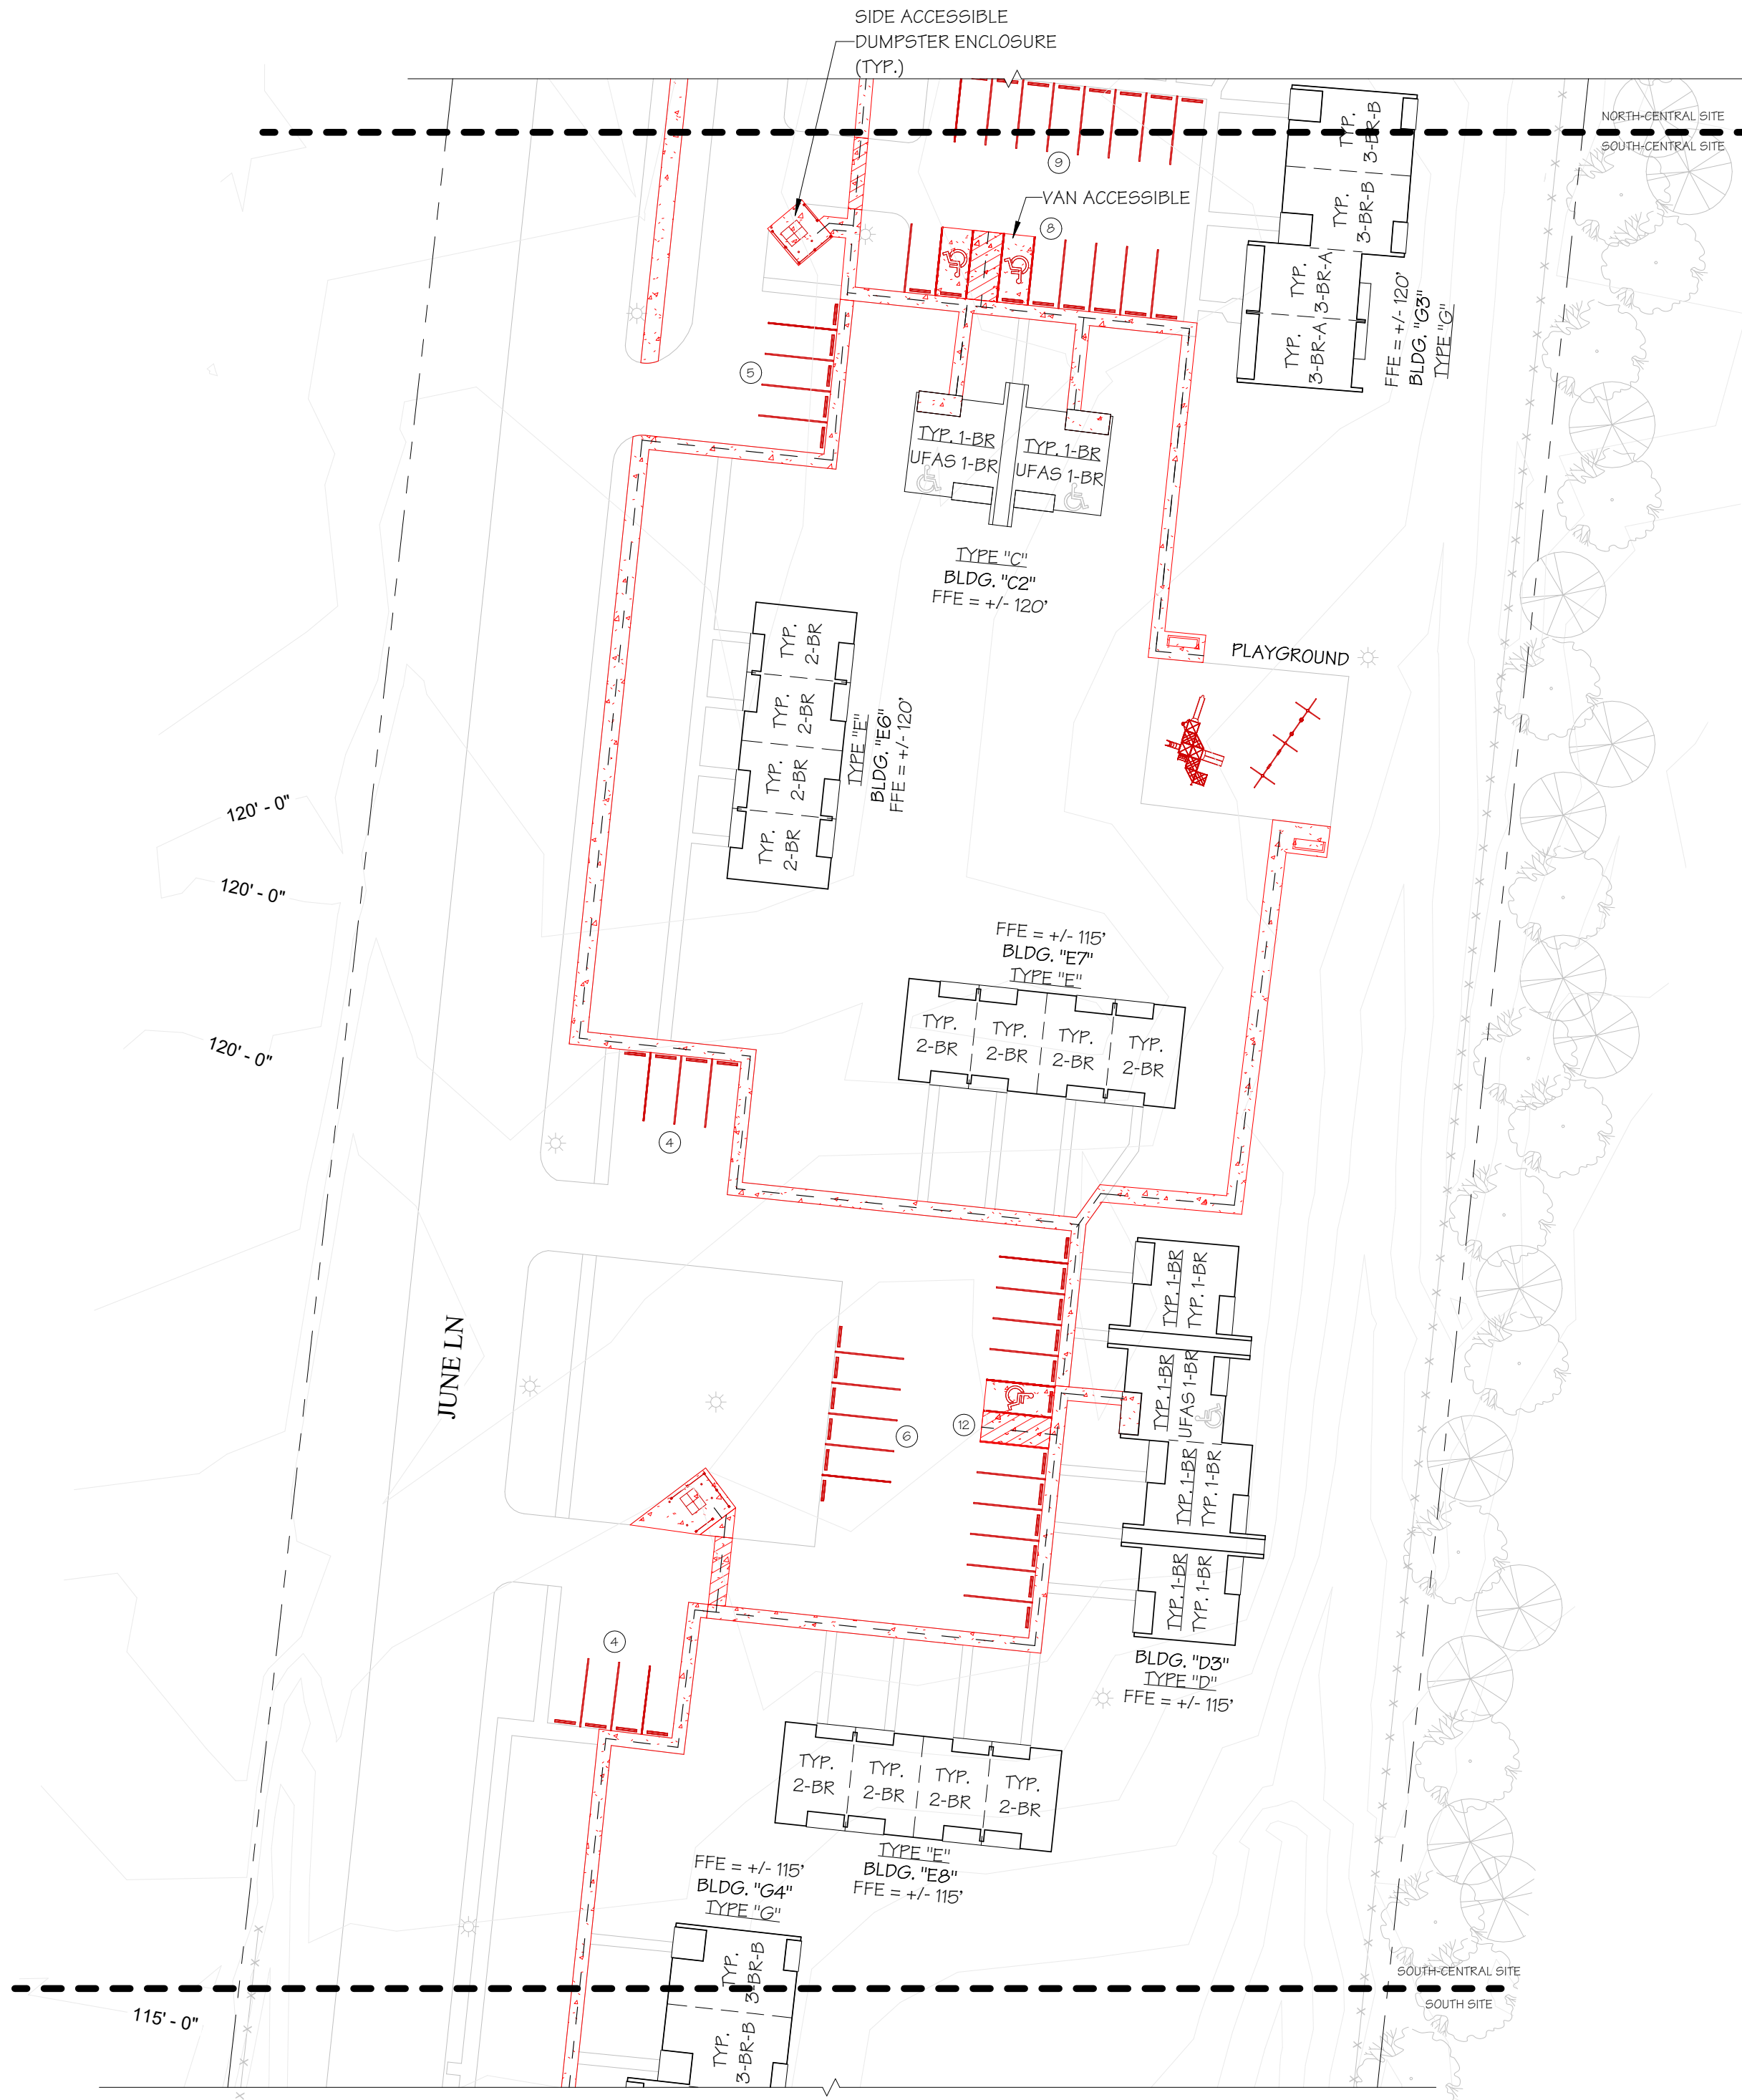 SIDE ACCESSIBLE
DUMPSTER ENCLOSURE
(TYP.)
NORTH-CENTRAL SITE
SOUTH-CENTRAL SITE
9
VAN ACCESSIBLE
8
TYP.
3-BR-B
TYP.
3-BR-B
TYP.
3-BR-A
TYP.
3-BR-A
FFE = +/- 120'
BLDG. "G3"
TYPE "G"
5
TYP. 1-BR
UFAS 1-BR
TYP. 1-BR
UFAS 1-BR
TYPE "C"
BLDG. "C2"
FFE = +/- 120'
PLAYGROUND
TYP.
2-BR
TYP.
2-BR
TYP.
2-BR
TYP.
2-BR
TYPE "E"
BLDG. "E6"
FFE = +/- 120'
120' - 0"
120' - 0"
120' - 0"
FFE = +/- 115'
BLDG. "E7"
TYPE "E"
TYP.
2-BR
TYP.
2-BR
TYP.
2-BR
TYP.
2-BR
4
JUNE LN
6
12
TYP. 1-BR
TYP. 1-BR
TYP. 1-BR
UFAS 1-BR
TYP. 1-BR
TYP. 1-BR
TYP. 1-BR
TYP. 1-BR
BLDG. "D3"
TYPE "D"
FFE = +/- 115'
4
TYP.
2-BR
TYP.
2-BR
TYP.
2-BR
TYP.
2-BR
TYPE "E"
BLDG. "E8"
FFE = +/- 115'
FFE = +/- 115'
BLDG. "G4"
TYPE "G"
TYP.
3-BR-B
TYP.
3-BR-B
SOUTH-CENTRAL SITE
SOUTH SITE
115' - 0"